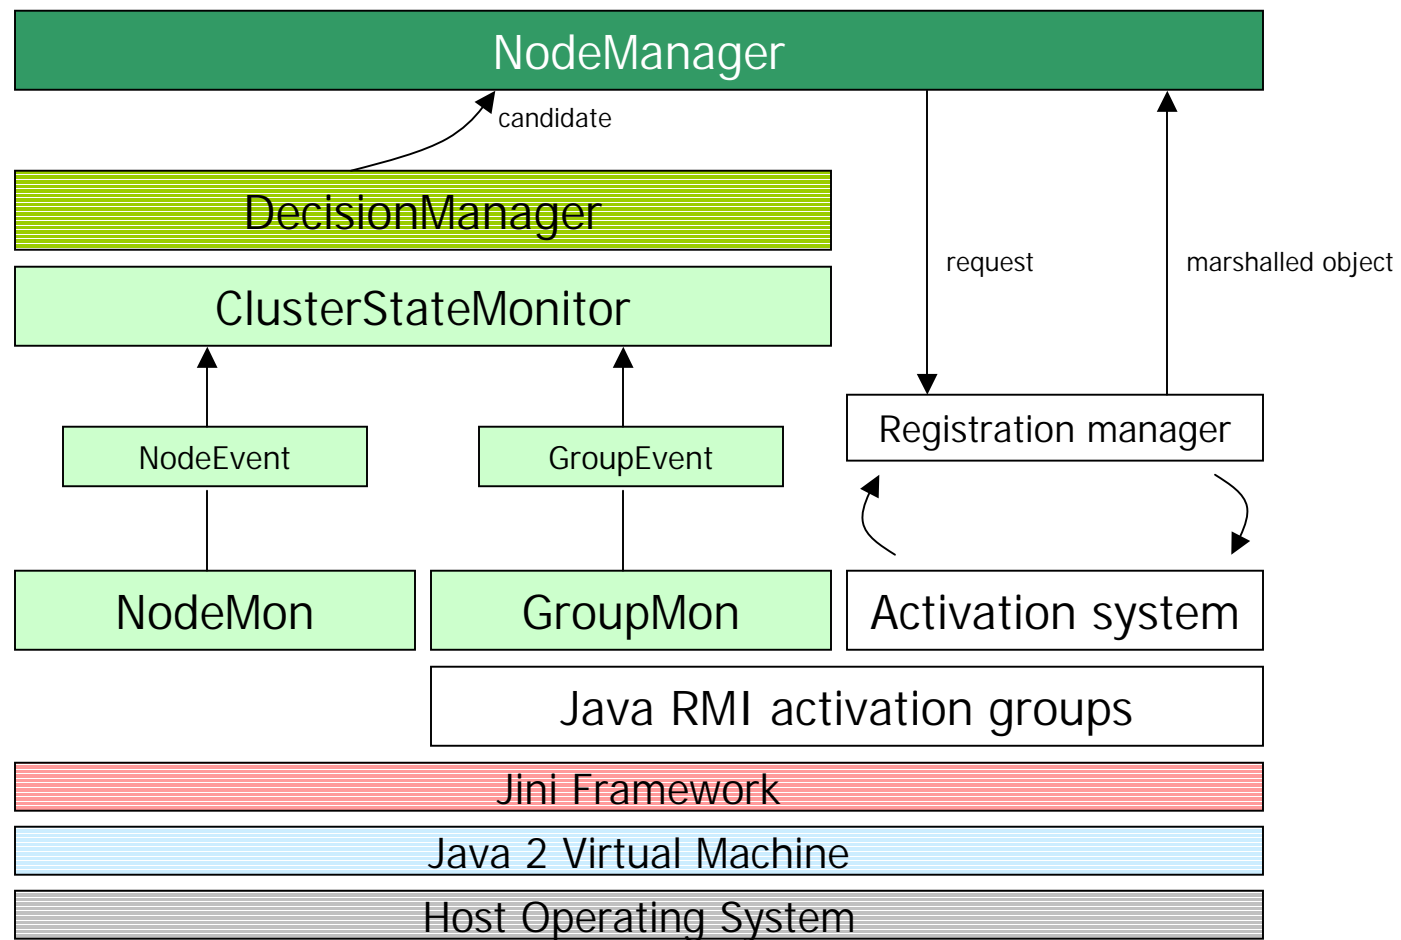 NodeManager
candidate
DecisionManager
request
marshalled object
ClusterStateMonitor
Registration manager
NodeEvent
GroupEvent
NodeMon
GroupMon
Activation system
Java RMI activation groups
Jini Framework
Java 2 Virtual Machine
Host Operating System